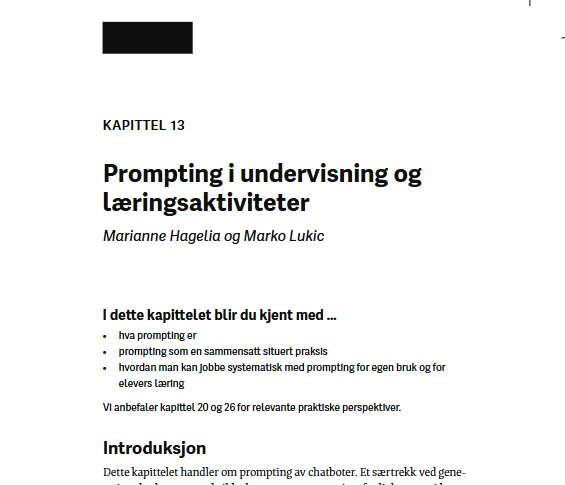 KAPITTEL 13
Prompting i undervisning og
læringsaktiviteter
Marianne Hagelia og Marko Lukic
I dette kapittelet blir du kjent med ...
• hva prompting er
• prompting som en sammensatt situert praksis
• hvordan man kan jobbe systematisk med prompting for egen bruk og for
elevers læring
Vi anbefaler kapittel 20 og 26 for relevante praktiske perspektiver.
Introduksjon
Dette kapittelet handler om prompting av chatboter. Et særtrekk ved gene-